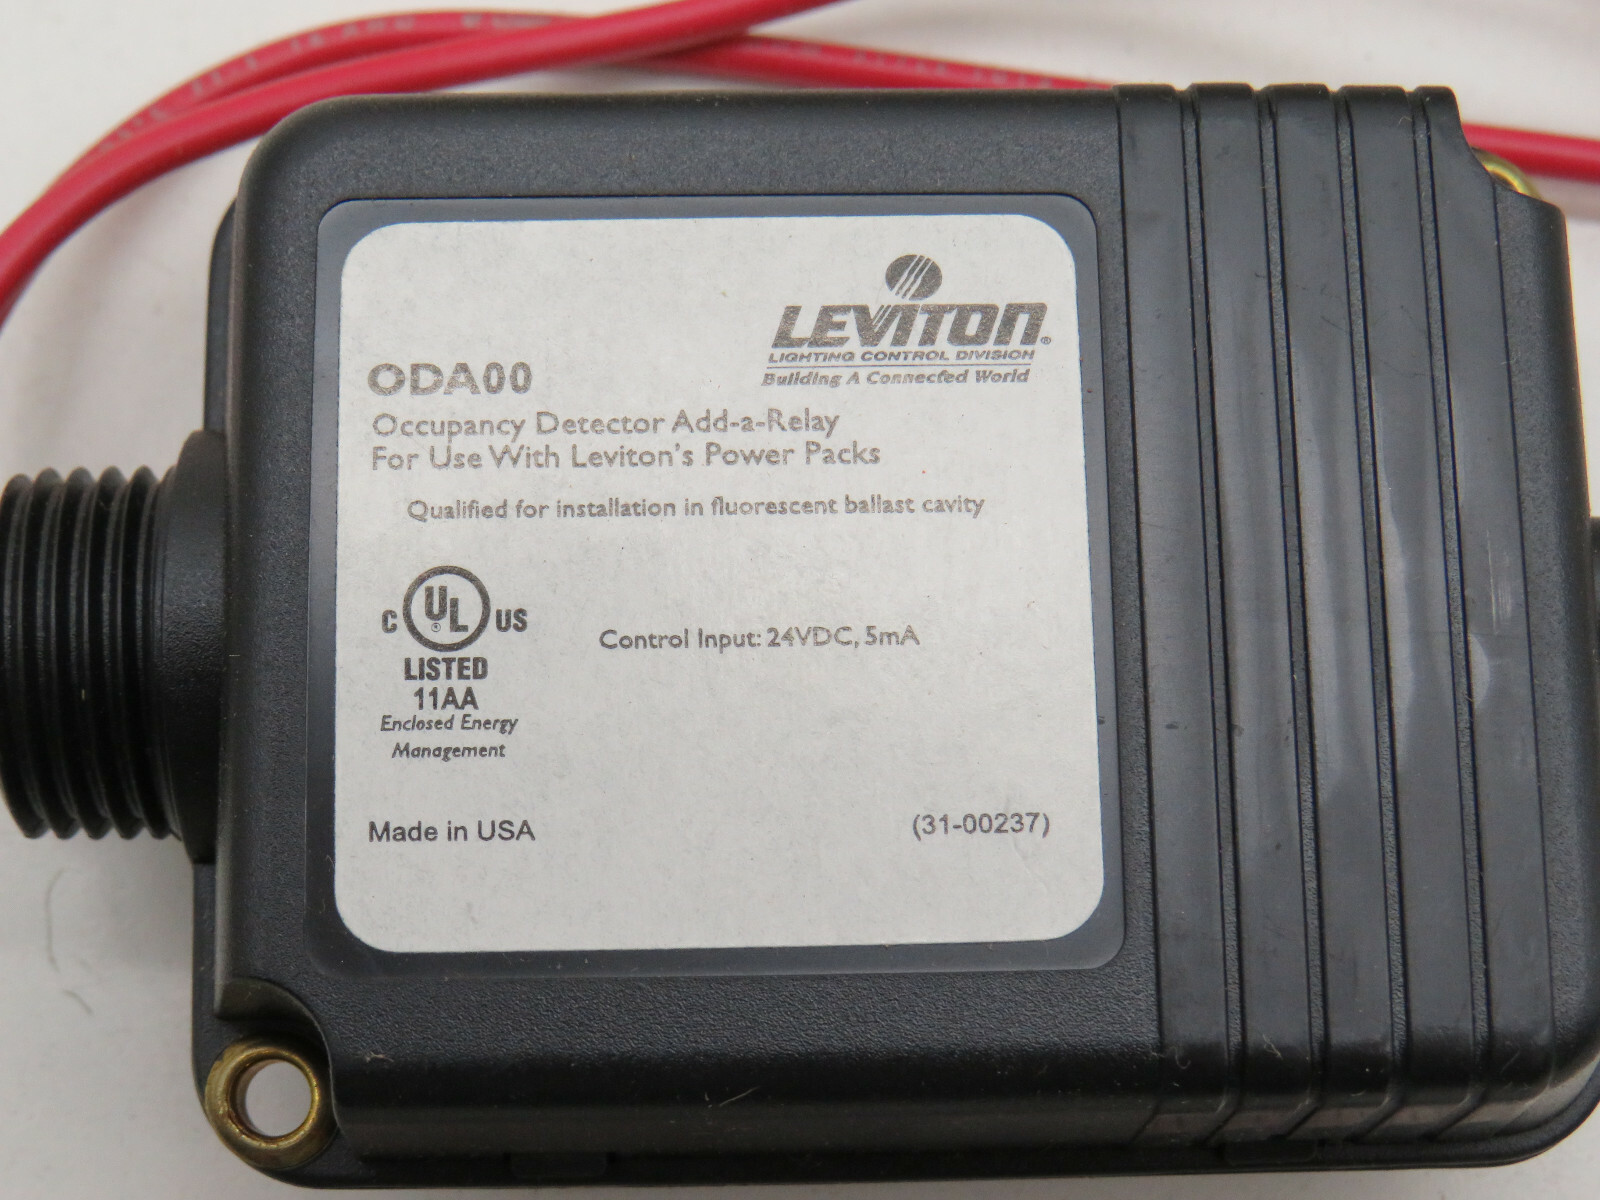 LEVITON®
LIGHTING CONTROL DIVISION
Building A Connected World
ODA00
Occupancy Detector Add-a-Relay
For Use With Leviton's Power Packs
Qualified for installation in fluorescent ballast cavity
C UL® US
LISTED
11AA
Enclosed Energy
Management
Control Input: 24VDC, 5mA
Made in USA
(31-00237)